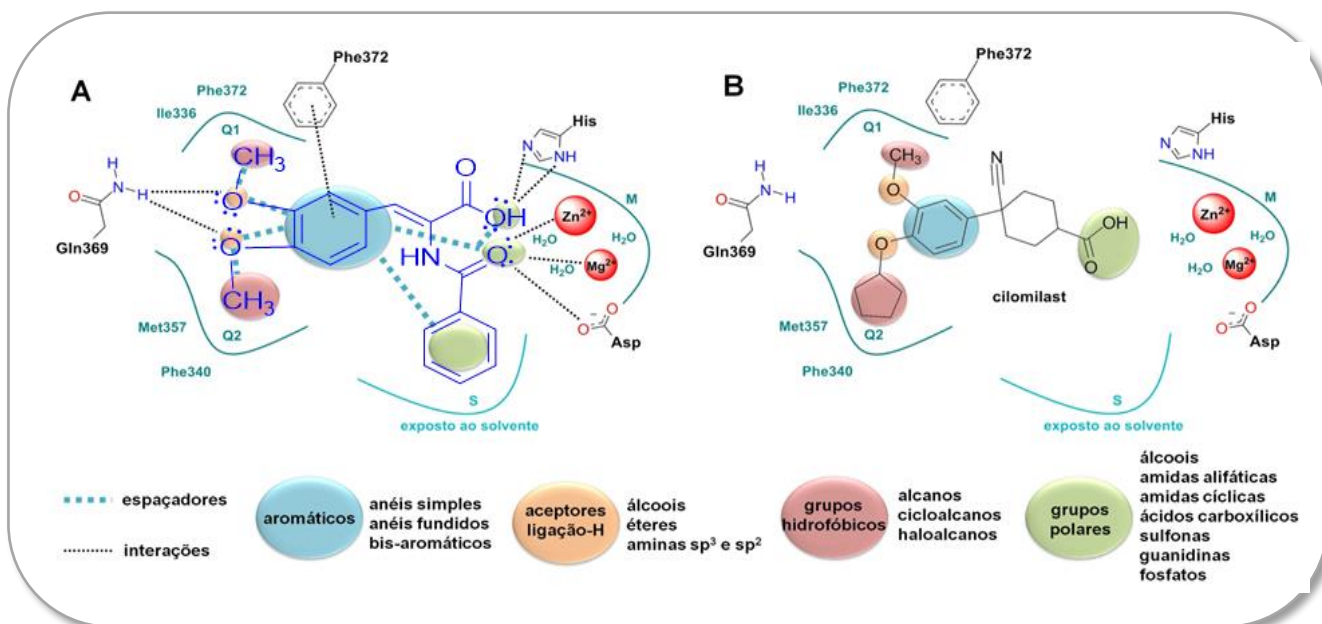 A
Phe372
Phe372
Ile336
Q1
CH3
H
N
H
O
Gln369
O
O
CH3
O
OH
HN
O
His
N
NH
M
Zn2+
H2O
H2O
H2O
Mg2+
O
O
Asp
Met357
Q2
Phe340
S
exposto ao solvente
B
Phe372
Phe372
Ile336
Q1
CH3
N
H
N
H
O
Gln369
O
O
OH
O
cilomilast
His
N
NH
M
Zn2+
H2O
H2O
H2O
Mg2+
O
O
Asp
Met357
Q2
Phe340
S
exposto ao solvente
espaçadores
interações
aromáticos
anéis simples
anéis fundidos
bis-aromáticos
aceptores
ligação-H
álcoois
éteres
aminas sp3 e sp2
grupos
hidrofóbicos
alcanos
cicloalcanos
haloalcanos
grupos
polares
álcoois
amidas alifáticas
amidas cíclicas
ácidos carboxílicos
sulfonas
guanidinas
fosfatos